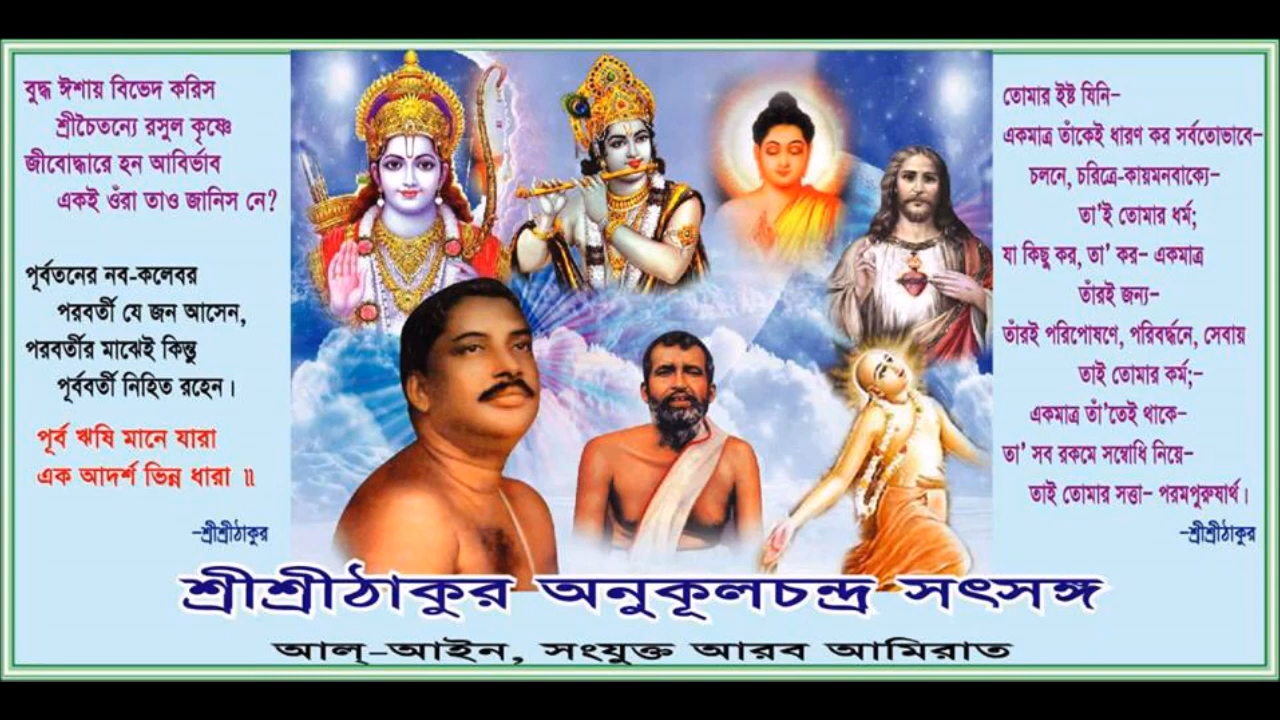 বুদ্ধ ঈশায় বিভেদ করিস
শ্রীচৈতন্যে রসুল কৃষ্ণে
জীবোদ্ধারে হন আবির্ভাব
একই ওঁরা তাও জানিস নে?
পূর্বতনের নব-কলেবর
পরবর্তী যে জন আসেন,
পরবর্তীর মাঝেই কিন্তু
পূর্ববর্তী নিহিত রহেন।
পূর্ব ঋষি মানে যারা
এক আদর্শ ভিন্ন ধারা ॥
-শ্রীশ্রীঠাকুর
তোমার ইষ্ট যিনি-
একমাত্র তাঁকেই ধারণ কর সর্বতোভাবে-
চলনে, চরিত্রে-কায়মনবাক্যে-
তা'ই তোমার ধর্ম;
যা কিছু কর, তা' কর- একমাত্র
তাঁরই জন্য-
তাঁরই পরিপোষণে, পরিবর্দ্ধনে, সেবায়
তাই তোমার কর্ম;-
একমাত্র তাঁ'তেই থাকে-
তা' সব রকমে সম্বোধি নিয়ে-
তাই তোমার সত্তা- পরমপুরুষার্থ।
-শ্রীশ্রীঠাকুর
শ্রীশ্রীঠাকুর অনুকূলচন্দ্র সৎসঙ্গ
আল্-আইন, সংযুক্ত আরব আমিরাত